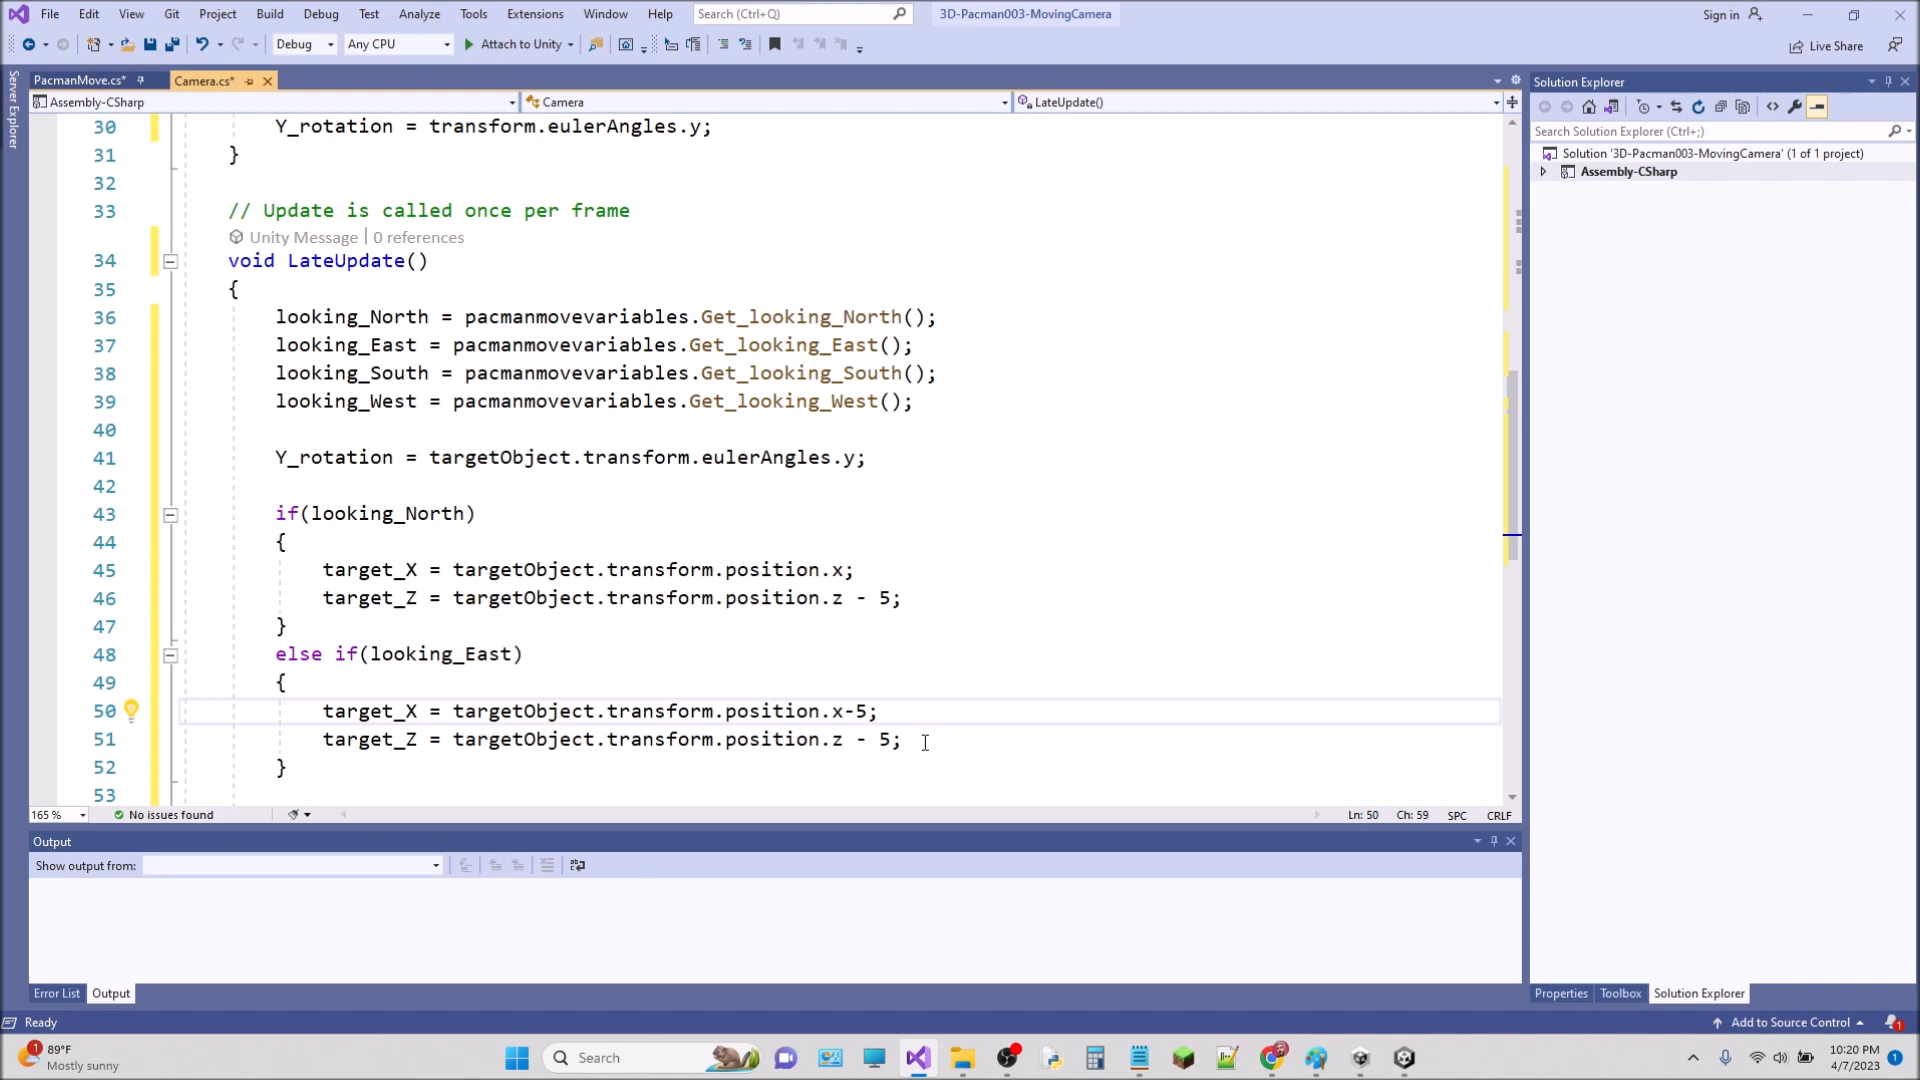 File Edit View Git Project Build Debug Test Analyze Tools Extensions Window Help Search (Ctrl+Q) 3D-Pacman003-MovingCamera Sign in
Debug Any CPU Attach to Unity Live Share
Server Explorer
PacmanMove.cs* Camera.cs*
Assembly-CSharp Camera LateUpdate()
30 Y_rotation = transform.eulerAngles.y;
31 }
32
33 // Update is called once per frame
Unity Message | 0 references
34 void LateUpdate()
35 {
36 looking_North = pacmanmovevariables.Get_looking_North();
37 looking_East = pacmanmovevariables.Get_looking_East();
38 looking_South = pacmanmovevariables.Get_looking_South();
39 looking_West = pacmanmovevariables.Get_looking_West();
40
41 Y_rotation = targetObject.transform.eulerAngles.y;
42
43 if(looking_North)
44 {
45 target_X = targetObject.transform.position.x;
46 target_Z = targetObject.transform.position.z - 5;
47 }
48 else if(looking_East)
49 {
50 target_X = targetObject.transform.position.x-5;
51 target_Z = targetObject.transform.position.z - 5;
52 }
53
165 % No issues found Ln: 50 Ch: 59 SPC CRLF
Output
Show output from:
Error List Output
Solution Explorer
Search Solution Explorer (Ctrl+;)
Solution '3D-Pacman003-MovingCamera' (1 of 1 project)
Assembly-CSharp
Properties Toolbox Solution Explorer
Ready Add to Source Control 1
1 89°F
Mostly sunny
Search
10:20 PM
4/7/2023
1